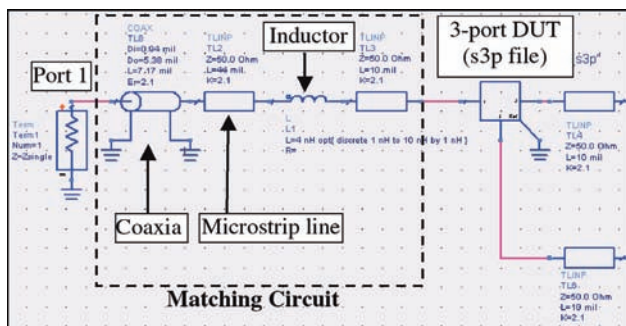 Port 1
Term
Term1
Num=1
Z=Zsingle
COAX
TL8
Di=0.94 mil
Do=5.38 mil
L=7.17 mil
Er=2.1
TLINP
TL2
Z=50.0 Ohm
L=44 mil
K=2.1
Inductor
L
L1
L=4 nH opt{ discrete 1 nH to 10 nH by 1 nH }
R=
TLINP
TL3
Z=50.0 Ohm
L=10 mil
K=2.1
Coaxia
Microstrip line
Matching Circuit
3-port DUT
(s3p file)
s3p"
Ref
TLINP
TL4
Z=50.0 Ohm
L=10 mil
K=2.1
TLINP
Z=50.0 Ohm
K=2.1